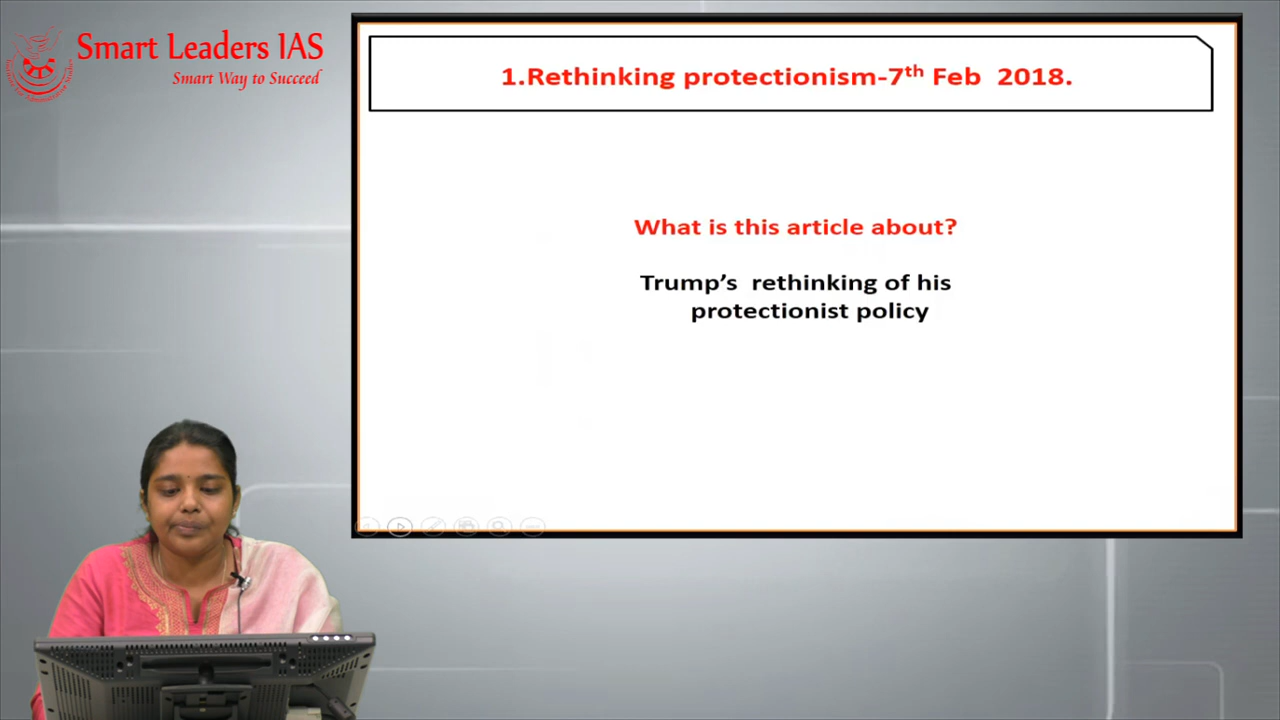 Smart Leaders IAS
Smart Way to Succeed
1.Rethinking protectionism-7th Feb 2018.
What is this article about?
Trump’s rethinking of his
protectionist policy